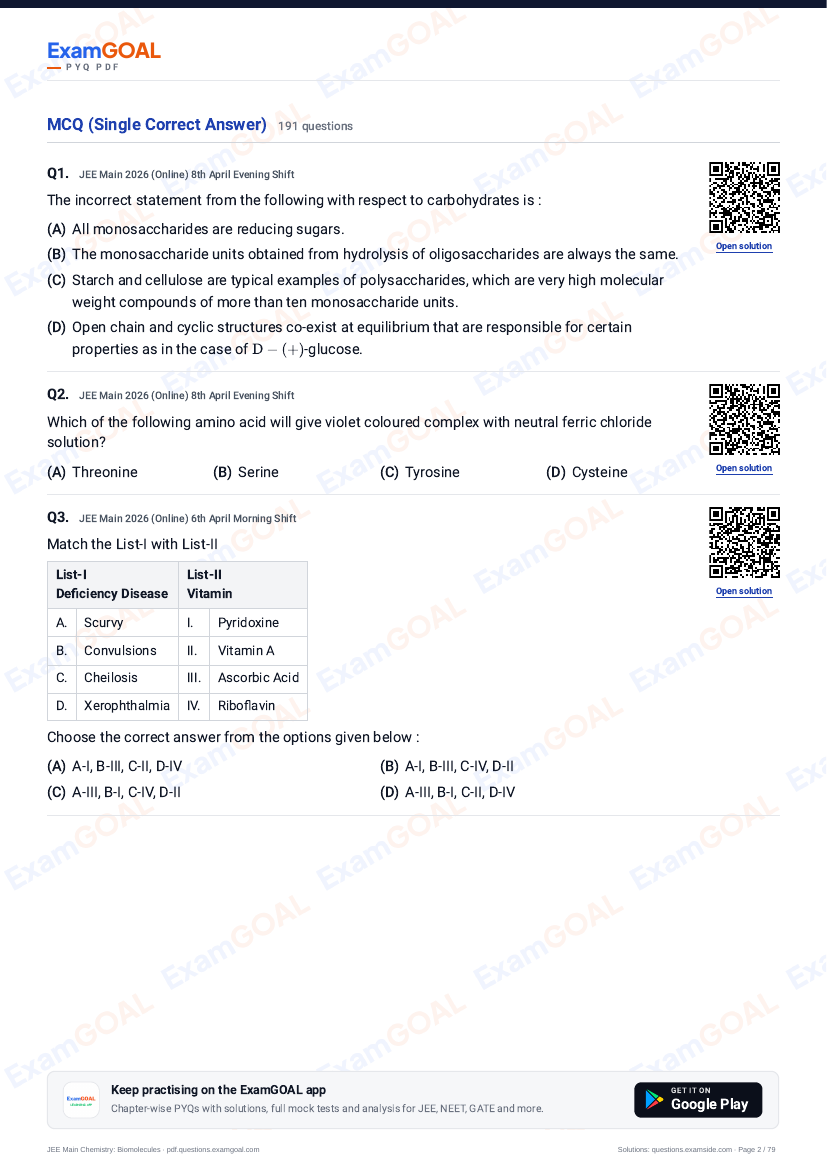 ExamGOAL
PYQ PDF
MCQ (Single Correct Answer) 191 questions
Q1. JEE Main 2026 (Online) 8th April Evening Shift
The incorrect statement from the following with respect to carbohydrates is :
(A) All monosaccharides are reducing sugars.
(B) The monosaccharide units obtained from hydrolysis of oligosaccharides are always the same.
(C) Starch and cellulose are typical examples of polysaccharides, which are very high molecular
weight compounds of more than ten monosaccharide units.
(D) Open chain and cyclic structures co-exist at equilibrium that are responsible for certain
properties as in the case of D − (+)-glucose.
Open solution
Q2. JEE Main 2026 (Online) 8th April Evening Shift
Which of the following amino acid will give violet coloured complex with neutral ferric chloride
solution?
(A) Threonine (B) Serine (C) Tyrosine (D) Cysteine
Open solution
Q3. JEE Main 2026 (Online) 6th April Morning Shift
Match the List-I with List-II
List-I List-II
Deficiency Disease Vitamin
A. Scurvy I. Pyridoxine
B. Convulsions II. Vitamin A
C. Cheilosis III. Ascorbic Acid
D. Xerophthalmia IV. Riboflavin
Open solution
Choose the correct answer from the options given below :
(A) A-I, B-III, C-II, D-IV (B) A-I, B-III, C-IV, D-II
(C) A-III, B-I, C-IV, D-II (D) A-III, B-I, C-II, D-IV
ExamGOAL
Keep practising on the ExamGOAL app
Chapter-wise PYQs with solutions, full mock tests and analysis for JEE, NEET, GATE and more.
GET IT ON
Google Play
JEE Main Chemistry: Biomolecules · pdf.questions.examgoal.com Solutions: questions.examside.com · Page 2 / 79